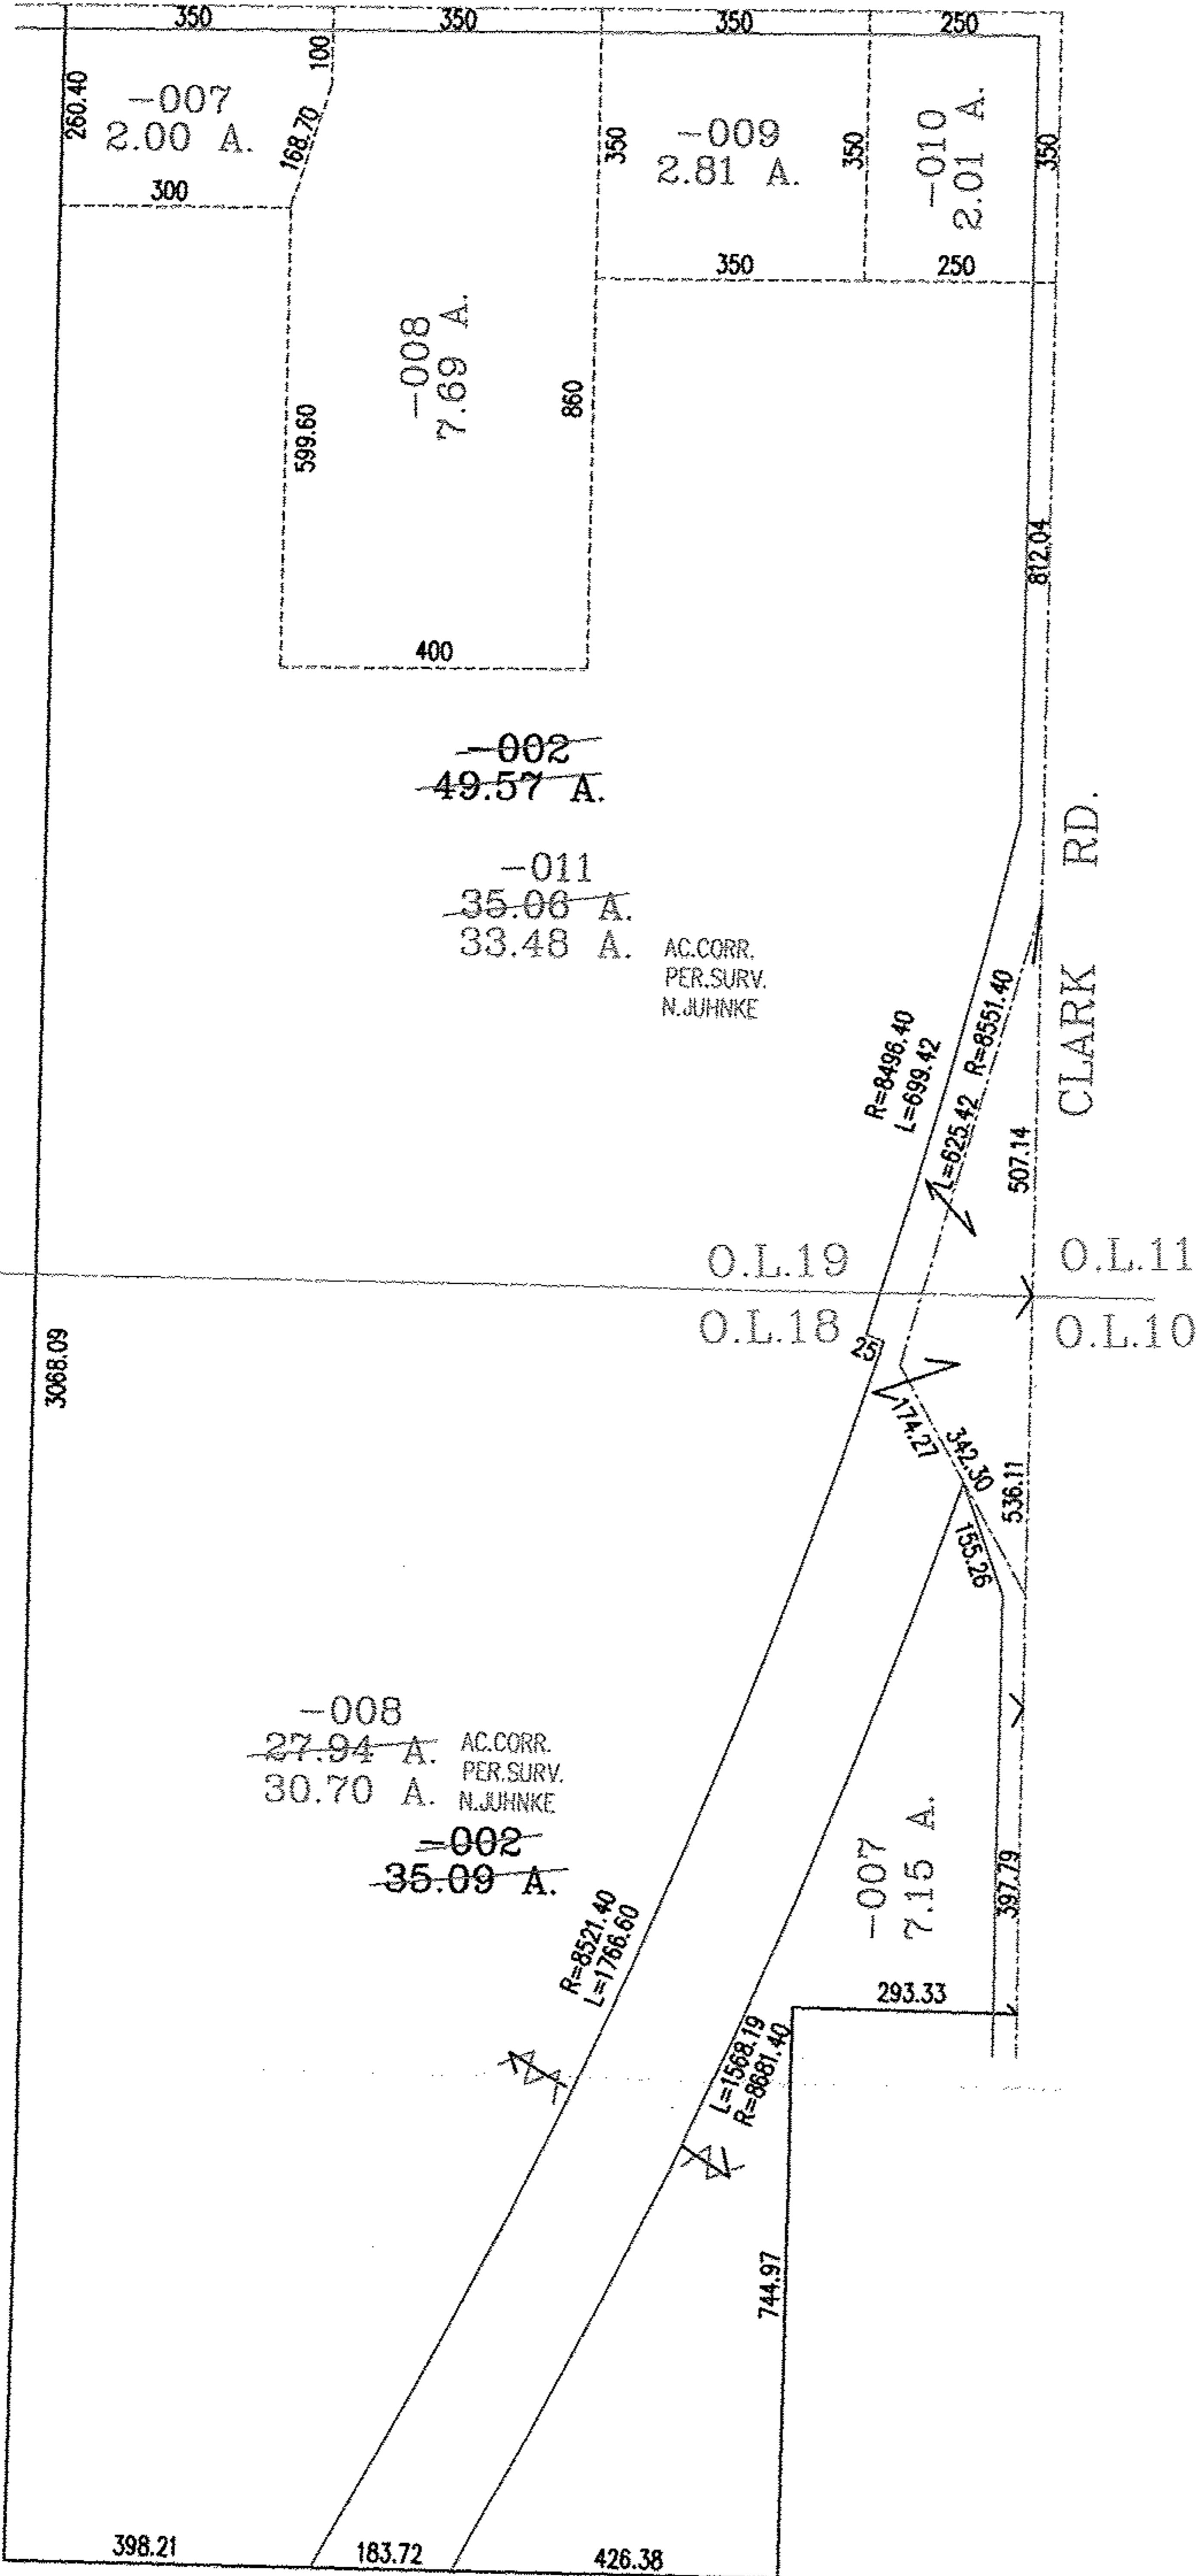 350
350
350
250
260.40
-007
2.00 A.
100
168.70
300
350
-009
2.81 A.
350
-010
2.01 A.
350
350
250
-008
7.69 A.
599.60
860
400
812.04
-002
49.57 A.
-011
35.06 A.
33.48 A.
AC.CORR.
PER.SURV.
N.JUHNKE
CLARK RD.
R=8496.40
L=699.42
L=625.42 R=8551.40
507.14
O.L.19
O.L.11
O.L.18
O.L.10
25
3068.09
174.27
342.30
155.26
536.11
-008
27.94 A.
30.70 A.
AC.CORR.
PER.SURV.
N.JUHNKE
-002
35.09 A.
-007
7.15 A.
397.79
R=8521.40
L=1766.60
293.33
L=1568.19
R=8681.40
744.97
398.21
183.72
426.38